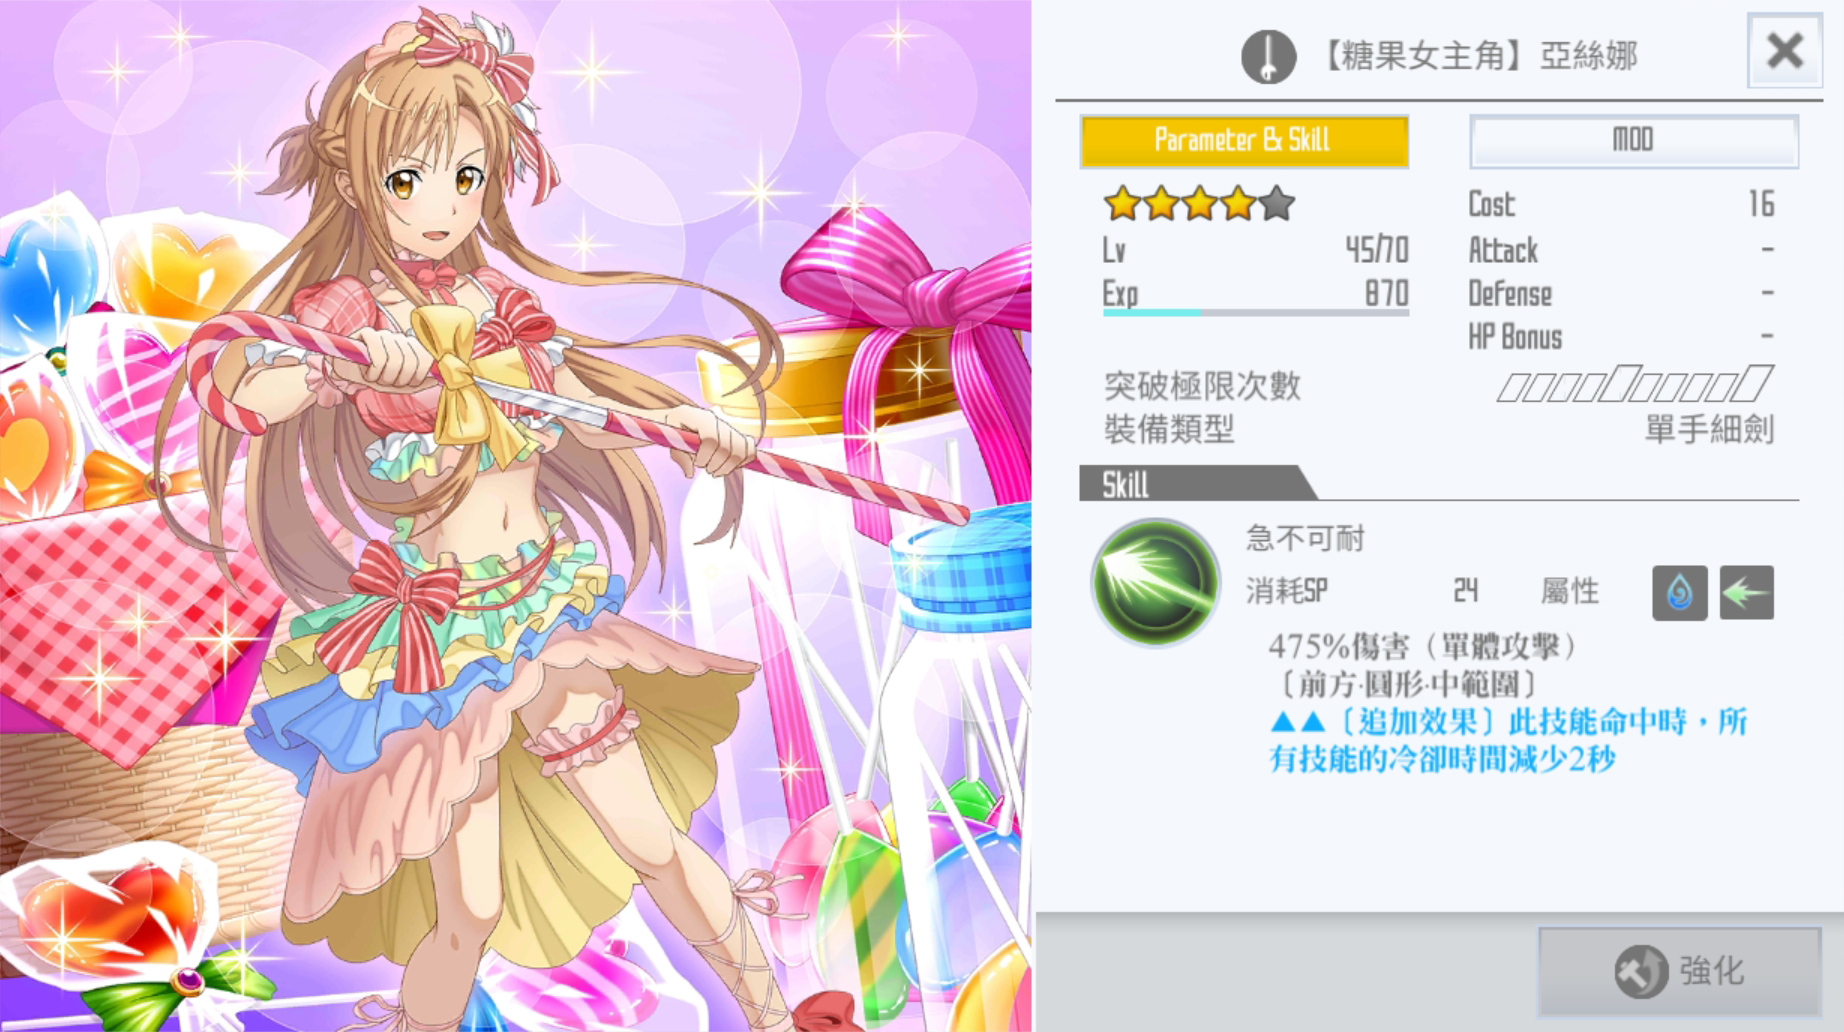 【糖果女主角】亞絲娜
Parameter & Skill
MOD
Lv 45/70
Exp 870
Cost 16
Attack -
Defense -
HP Bonus -
突破極限次數
裝備類型 單手細劍
Skill
急不可耐
消耗SP 24 屬性
475%傷害（單體攻擊）
〔前方·圓形·中範圍〕
▲▲〔追加效果〕此技能命中時，所
有技能的冷卻時間減少2秒
強化